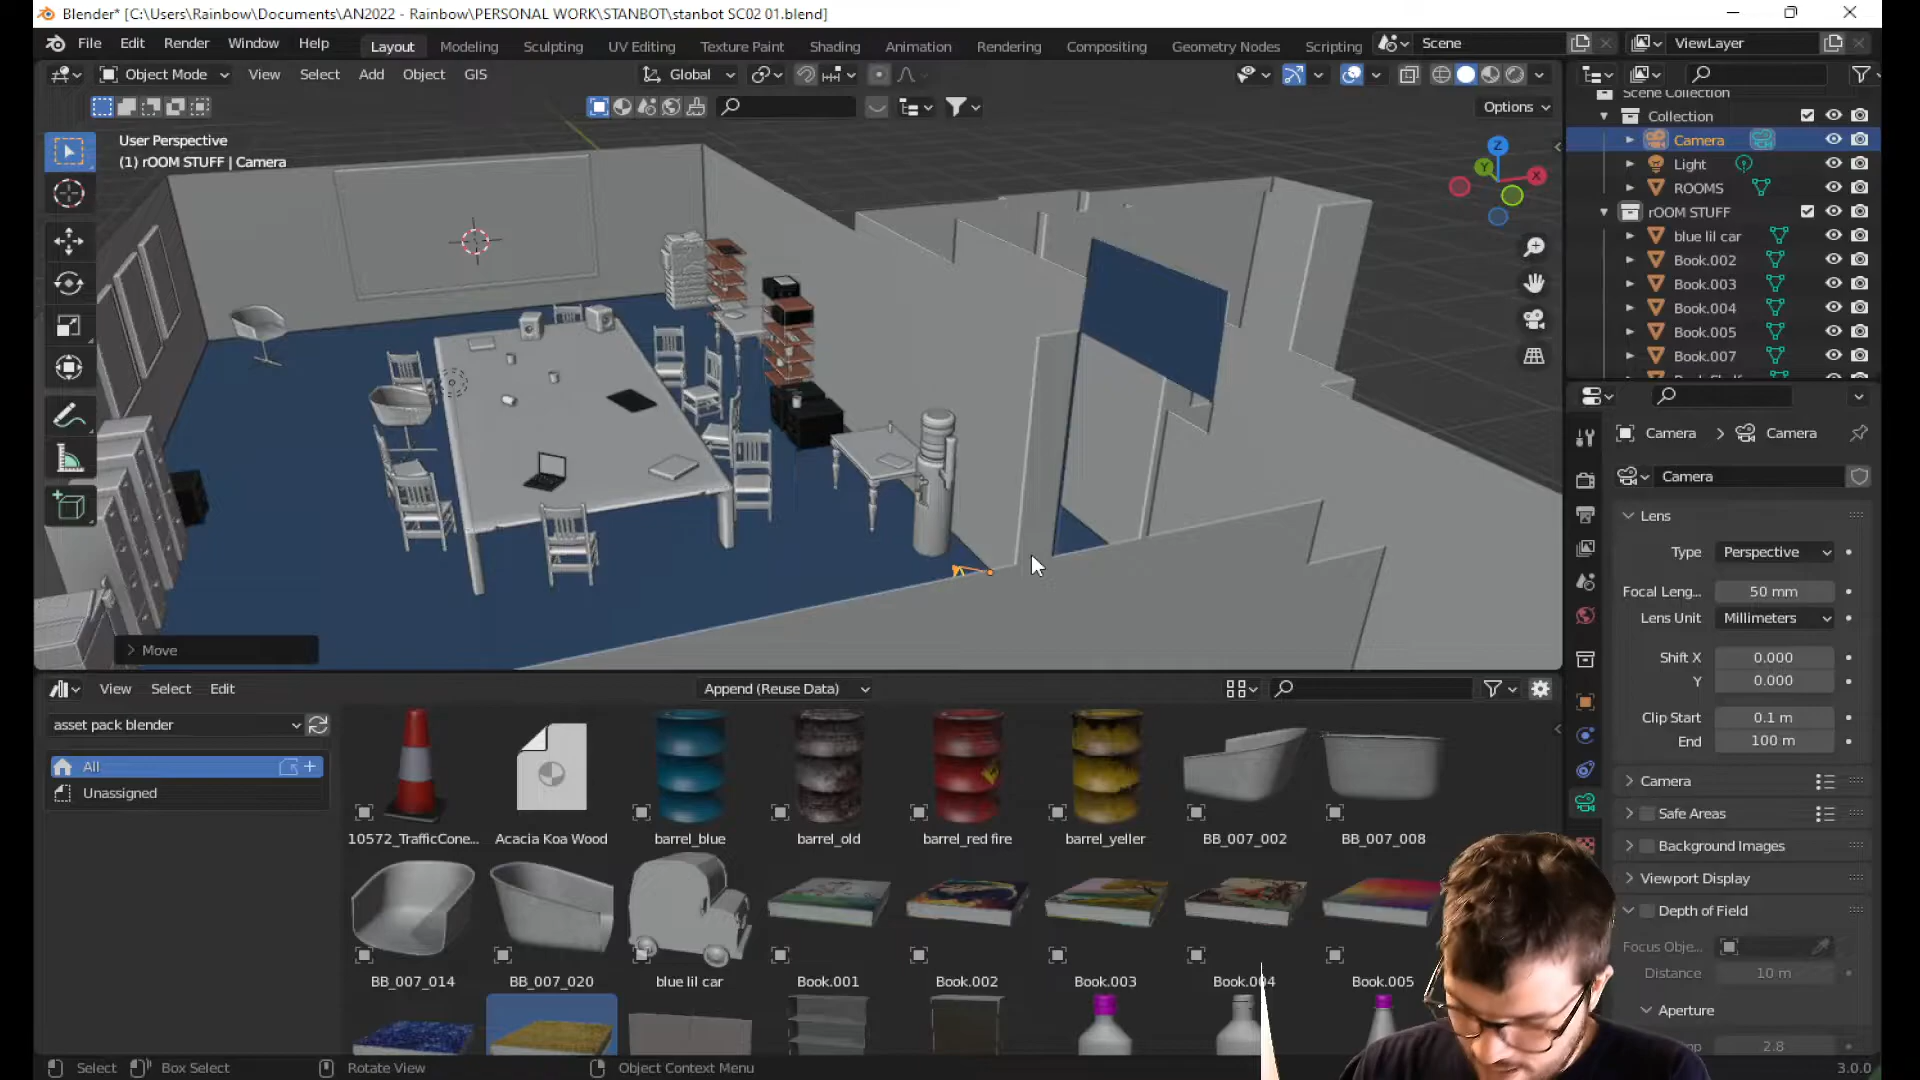 Blender* [C:\Users\Rainbow\Documents\AN2022 - Rainbow\PERSONAL WORK\STANBOT\stanbot SC02 01.blend]
File Edit Render Window Help Layout Modeling Sculpting UV Editing Texture Paint Shading Animation Rendering Compositing Geometry Nodes Scripting Scene ViewLayer
Object Mode View Select Add Object GIS Global
Options
User Perspective
(1) rOOM STUFF | Camera
Z
Y
X
Move
Scene Collection
Collection
Camera
Light
ROOMS
rOOM STUFF
blue lil car
Book.002
Book.003
Book.004
Book.005
Book.007
Camera > Camera
Camera
Lens
Type Perspective
Focal Leng... 50 mm
Lens Unit Millimeters
Shift X 0.000
Y 0.000
Clip Start 0.1 m
End 100 m
Camera
Safe Areas
Background Images
Viewport Display
Depth of Field
Focus Obje...
Distance 10 m
Aperture
2.8
View Select Edit Append (Reuse Data)
asset pack blender
All
Unassigned
10572_TrafficCone... Acacia Koa Wood barrel_blue barrel_old barrel_red fire barrel_yeller BB_007_002 BB_007_008
BB_007_014 BB_007_020 blue lil car Book.001 Book.002 Book.003 Book.004 Book.005
Select Box Select Rotate View Object Context Menu 3.0.0